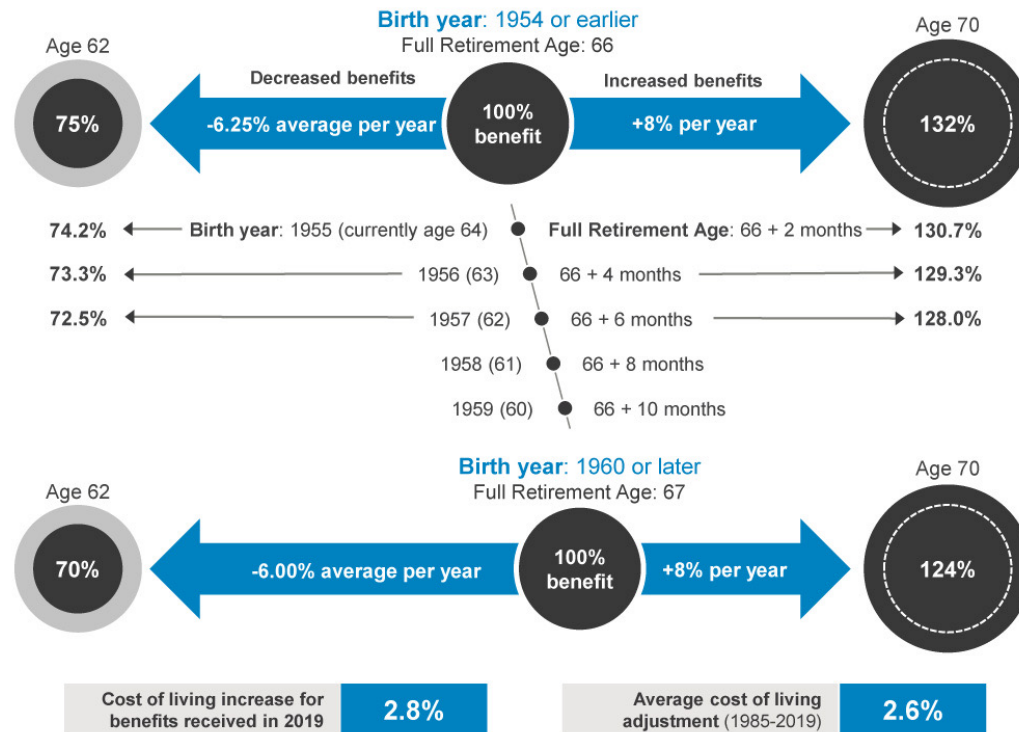 Birth year: 1954 or earlier
Full Retirement Age: 66
Age 62
Age 70
Decreased benefits
Increased benefits
75%
-6.25% average per year
100%
benefit
+8% per year
132%
74.2%
Birth year: 1955 (currently age 64)
Full Retirement Age: 66 + 2 months
130.7%
73.3%
1956 (63)
66 + 4 months
129.3%
72.5%
1957 (62)
66 + 6 months
128.0%
1958 (61)
66 + 8 months
1959 (60)
66 + 10 months
Birth year: 1960 or later
Full Retirement Age: 67
Age 62
Age 70
70%
-6.00% average per year
100%
benefit
+8% per year
124%
Cost of living increase for
benefits received in 2019
2.8%
Average cost of living
adjustment (1985-2019)
2.6%